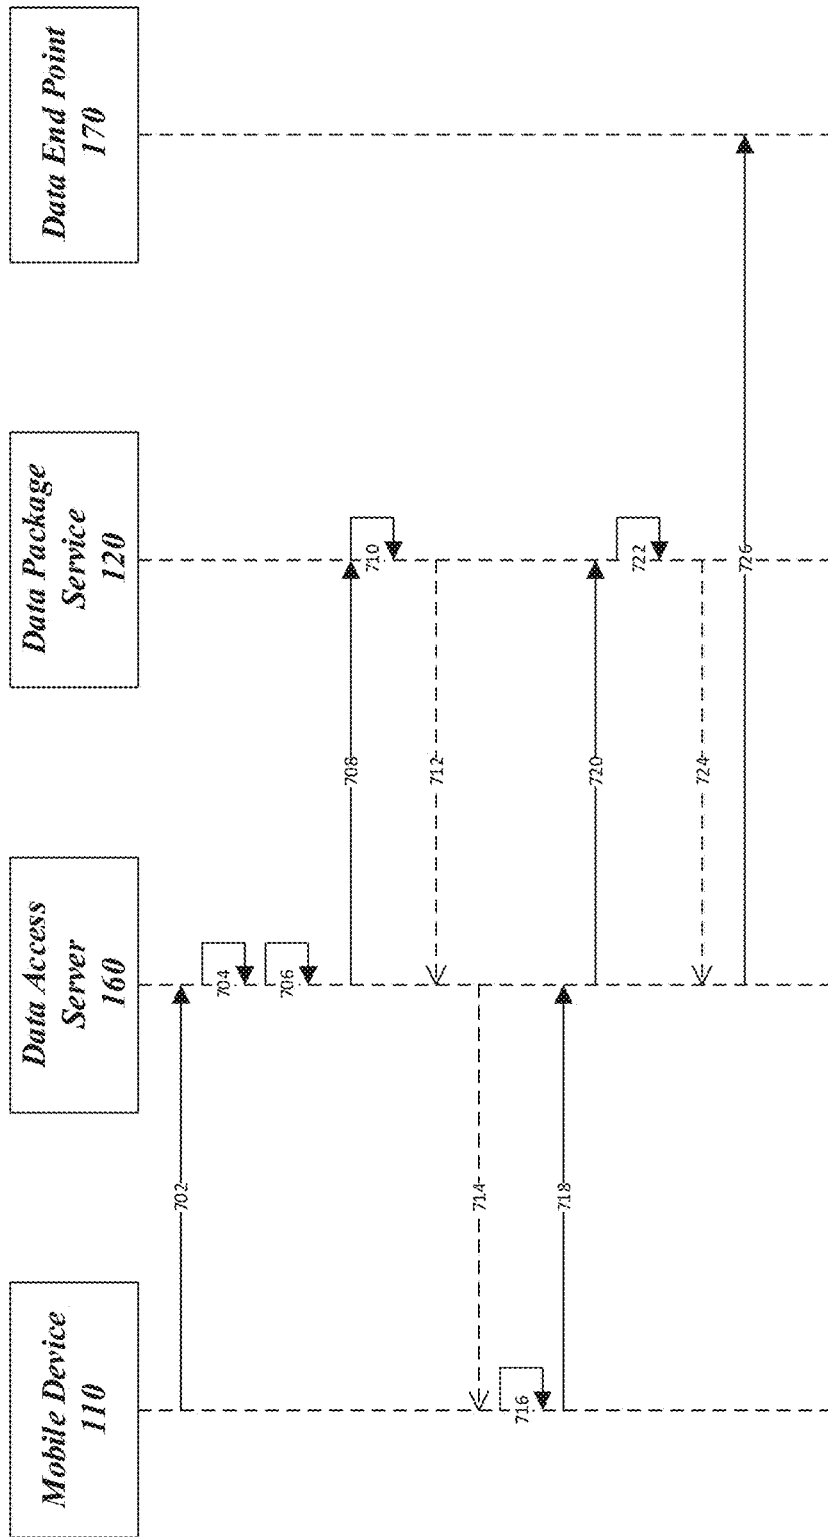 Mobile Device
110
Data Access
Server
160
Data Package
Service
120
Data End Point
170
702
704
706
708
710
712
714
716
718
720
722
724
726